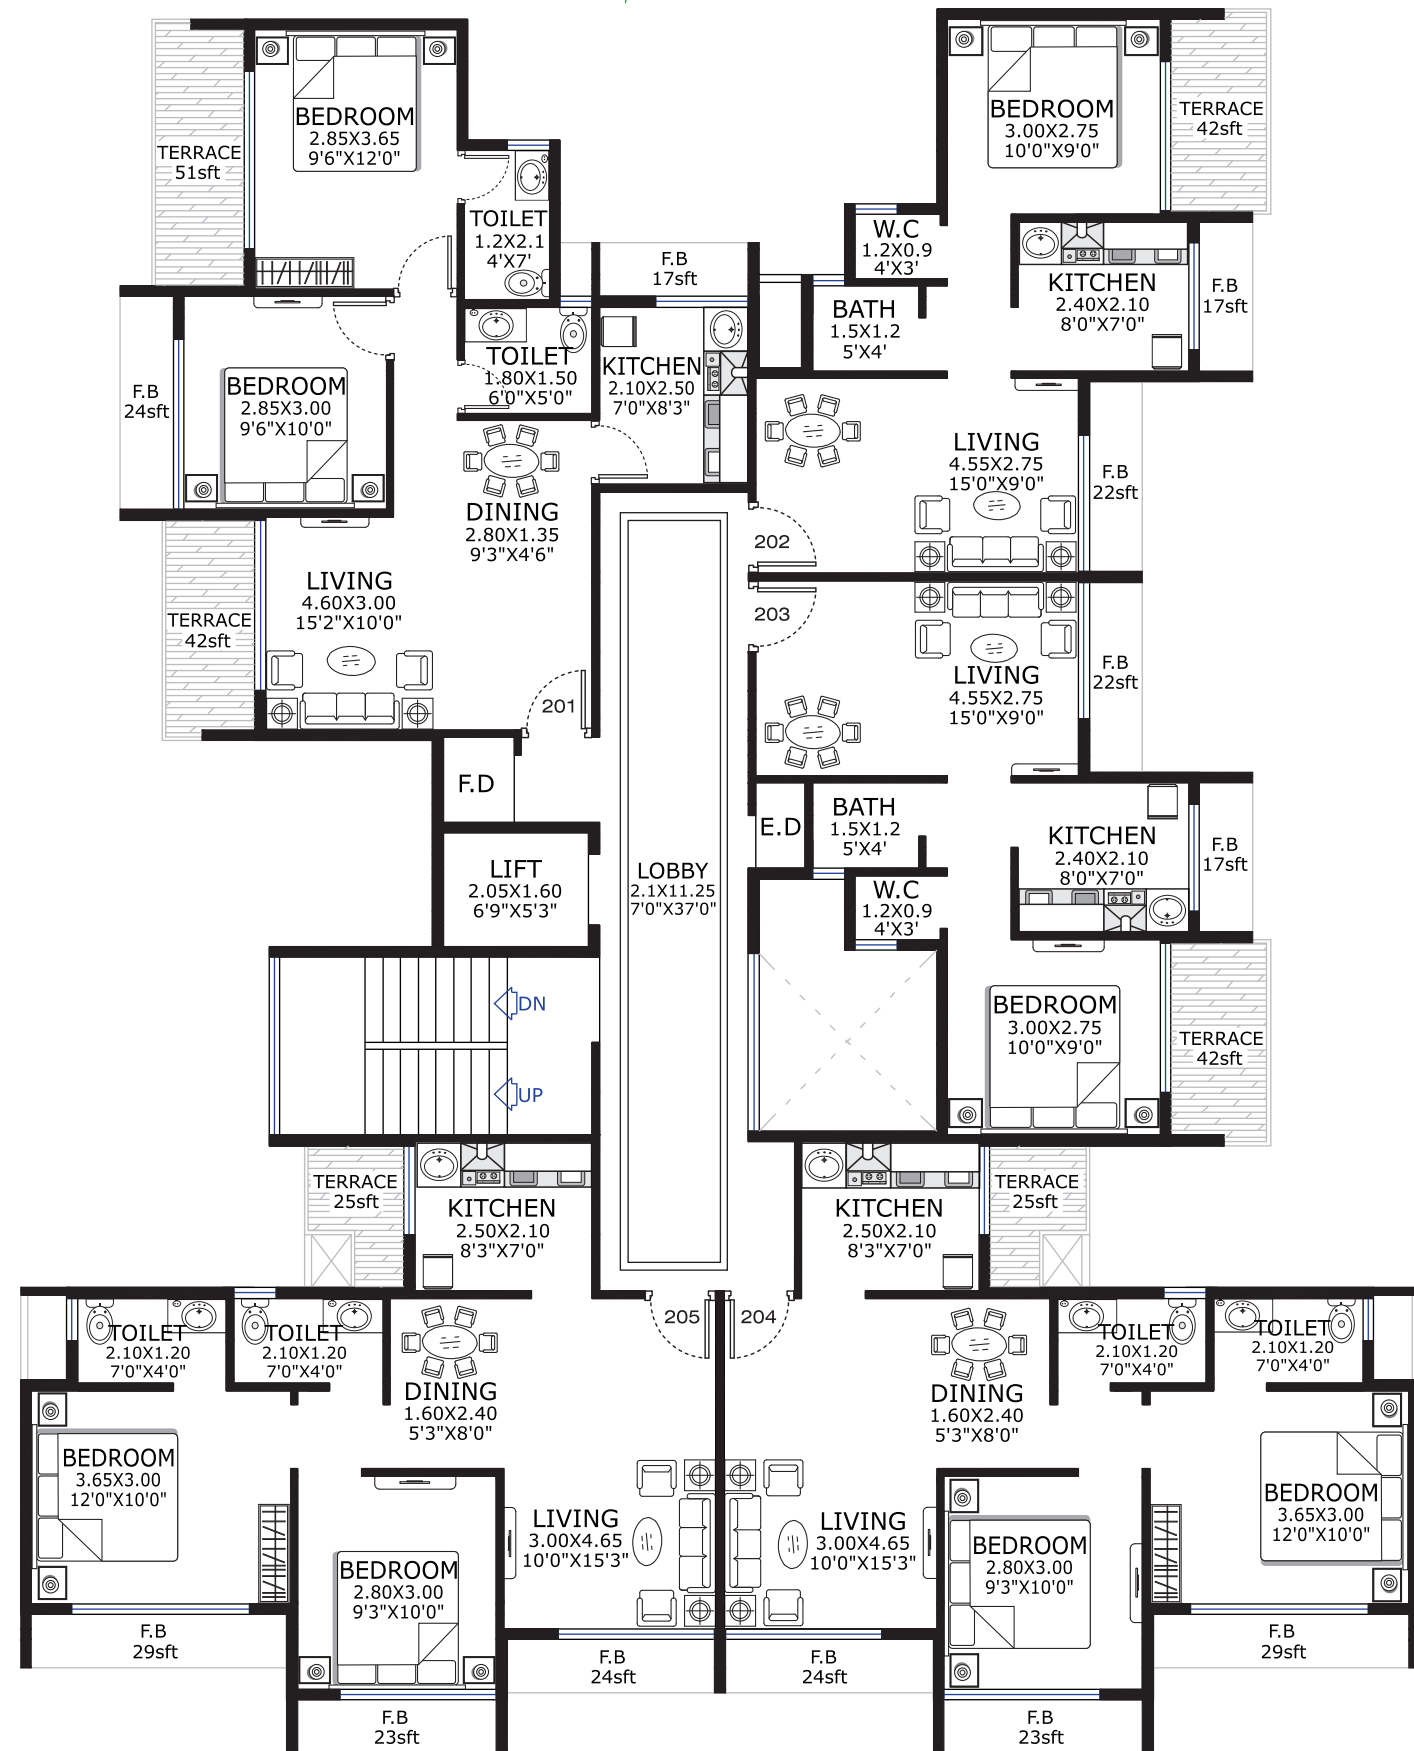 BEDROOM
2.85X3.65
9'6"X12'0"
TERRACE
51sft
TOILET
1.2X2.1
4'X7'
F.B
17sft
BEDROOM
2.85X3.00
9'6"X10'0"
F.B
24sft
TOILET
1.80X1.50
6'0"X5'0"
KITCHEN
2.10X2.50
7'0"X8'3"
DINING
2.80X1.35
9'3"X4'6"
LIVING
4.60X3.00
15'2"X10'0"
TERRACE
42sft
201
BEDROOM
3.00X2.75
10'0"X9'0"
TERRACE
42sft
W.C
1.2X0.9
4'X3'
BATH
1.5X1.2
5'X4'
KITCHEN
2.40X2.10
8'0"X7'0"
F.B
17sft
LIVING
4.55X2.75
15'0"X9'0"
F.B
22sft
202
203
LIVING
4.55X2.75
15'0"X9'0"
F.B
22sft
F.D
E.D
BATH
1.5X1.2
5'X4'
KITCHEN
2.40X2.10
8'0"X7'0"
F.B
17sft
LIFT
2.05X1.60
6'9"X5'3"
LOBBY
2.1X11.25
7'0"X37'0"
W.C
1.2X0.9
4'X3'
BEDROOM
3.00X2.75
10'0"X9'0"
TERRACE
42sft
DN
UP
TERRACE
25sft
KITCHEN
2.50X2.10
8'3"X7'0"
KITCHEN
2.50X2.10
8'3"X7'0"
TERRACE
25sft
205
204
TOILET
2.10X1.20
7'0"X4'0"
TOILET
2.10X1.20
7'0"X4'0"
DINING
1.60X2.40
5'3"X8'0"
DINING
1.60X2.40
5'3"X8'0"
TOILET
2.10X1.20
7'0"X4'0"
TOILET
2.10X1.20
7'0"X4'0"
BEDROOM
3.65X3.00
12'0"X10'0"
LIVING
3.00X4.65
10'0"X15'3"
LIVING
3.00X4.65
10'0"X15'3"
BEDROOM
3.65X3.00
12'0"X10'0"
BEDROOM
2.80X3.00
9'3"X10'0"
BEDROOM
2.80X3.00
9'3"X10'0"
F.B
29sft
F.B
24sft
F.B
24sft
F.B
29sft
F.B
23sft
F.B
23sft